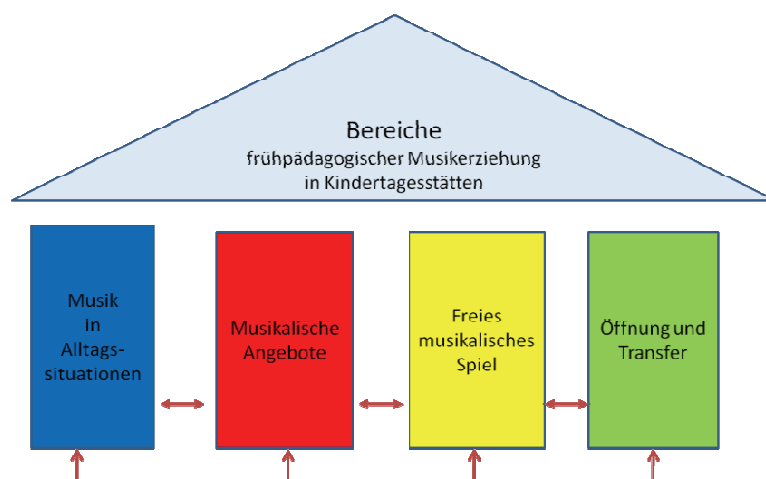 Bereiche
frühpädagogischer Musikerziehung
in Kindertagesstätten
Musik
in
Alltags-
situationen
Musikalische
Angebote
Freies
musikalisches
Spiel
Öffnung und
Transfer